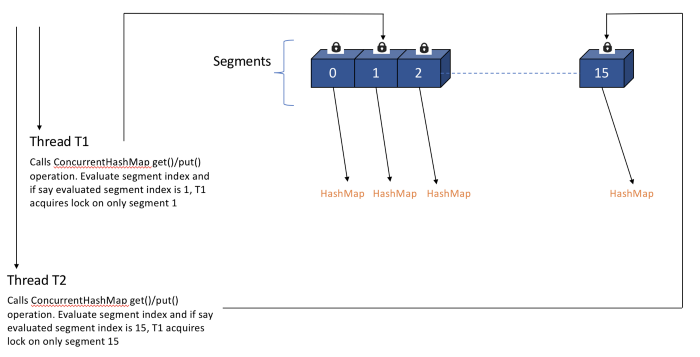 Segments
0
1
2
15
Thread T1
Calls ConcurrentHashMap get()/put()
operation. Evaluate segment index and
if say evaluated segment index is 1, T1
acquires lock on only segment 1
HashMap
HashMap
HashMap
HashMap
Thread T2
Calls ConcurrentHashMap get()/put()
operation. Evaluate segment index and if say
evaluated segment index is 15, T1 acquires
lock on only segment 15